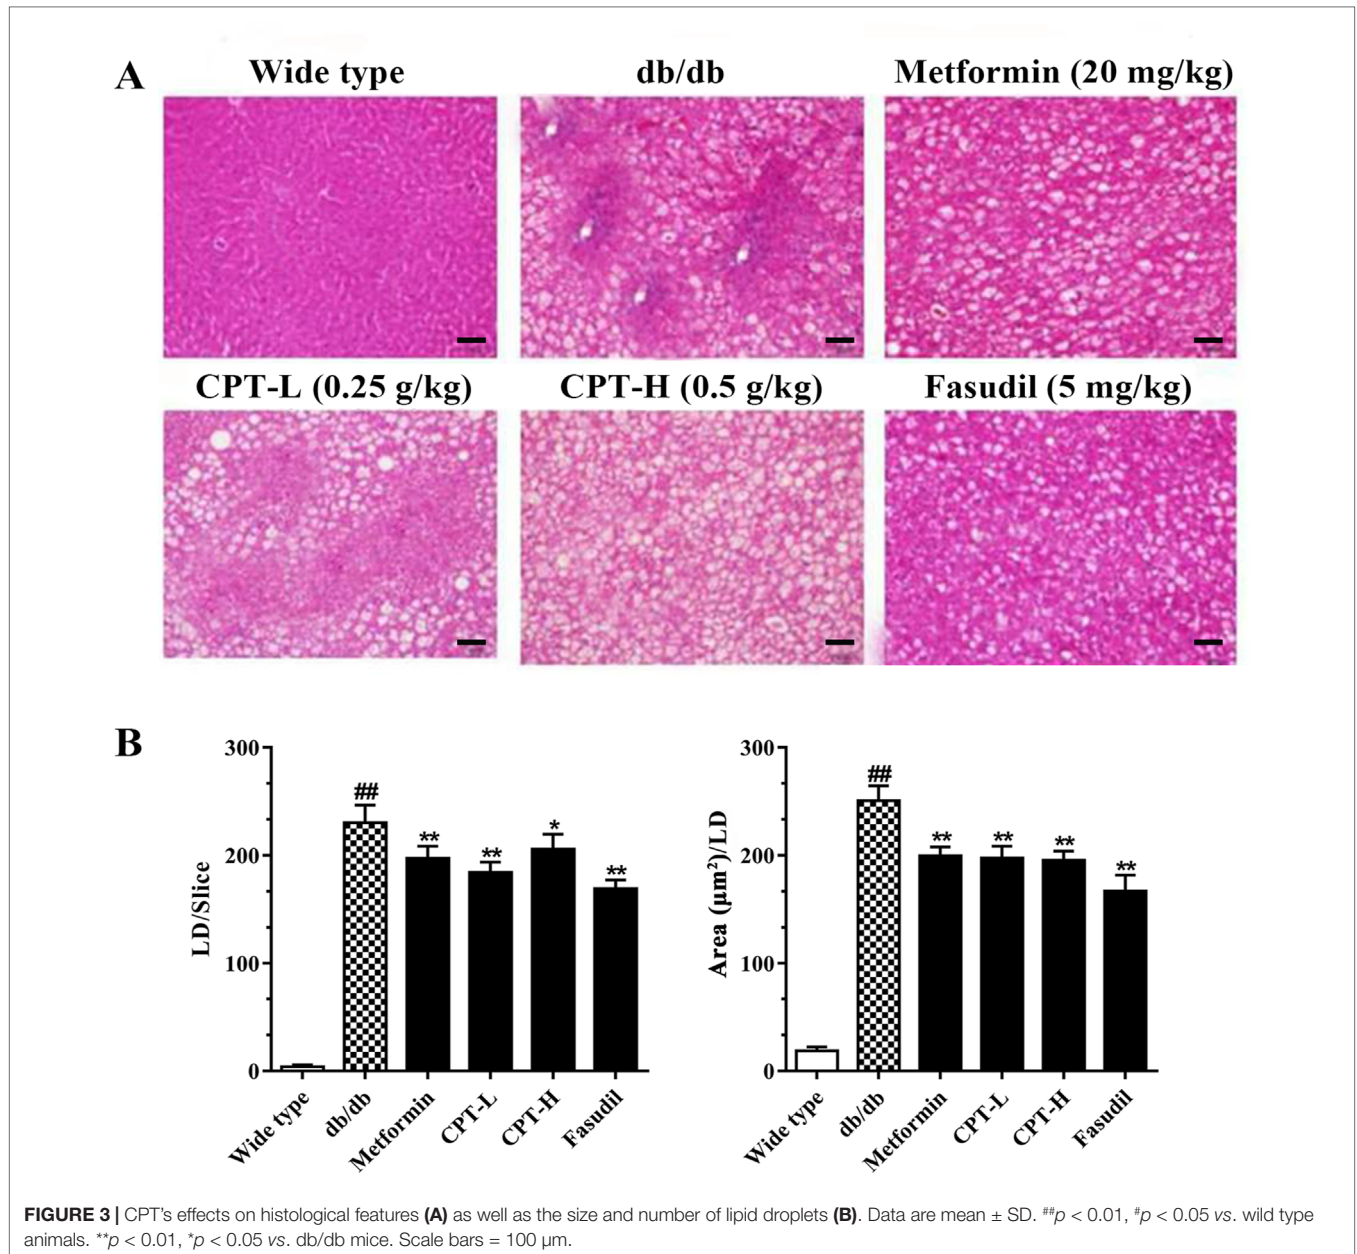 A
Wide type db/db Metformin (20 mg/kg)
CPT-L (0.25 g/kg) CPT-H (0.5 g/kg) Fasudil (5 mg/kg)
B
300
200
100
0
LD/Slice
##
**
**
*
**
Wide type
db/db
Metformin
CPT-L
CPT-H
Fasudil
300
200
100
0
Area (µm²)/LD
##
**
**
**
**
Wide type
db/db
Metformin
CPT-L
CPT-H
Fasudil
FIGURE 3 | CPT's effects on histological features (A) as well as the size and number of lipid droplets (B). Data are mean ± SD. ##p < 0.01, #p < 0.05 vs. wild type
animals. **p < 0.01, *p < 0.05 vs. db/db mice. Scale bars = 100 µm.